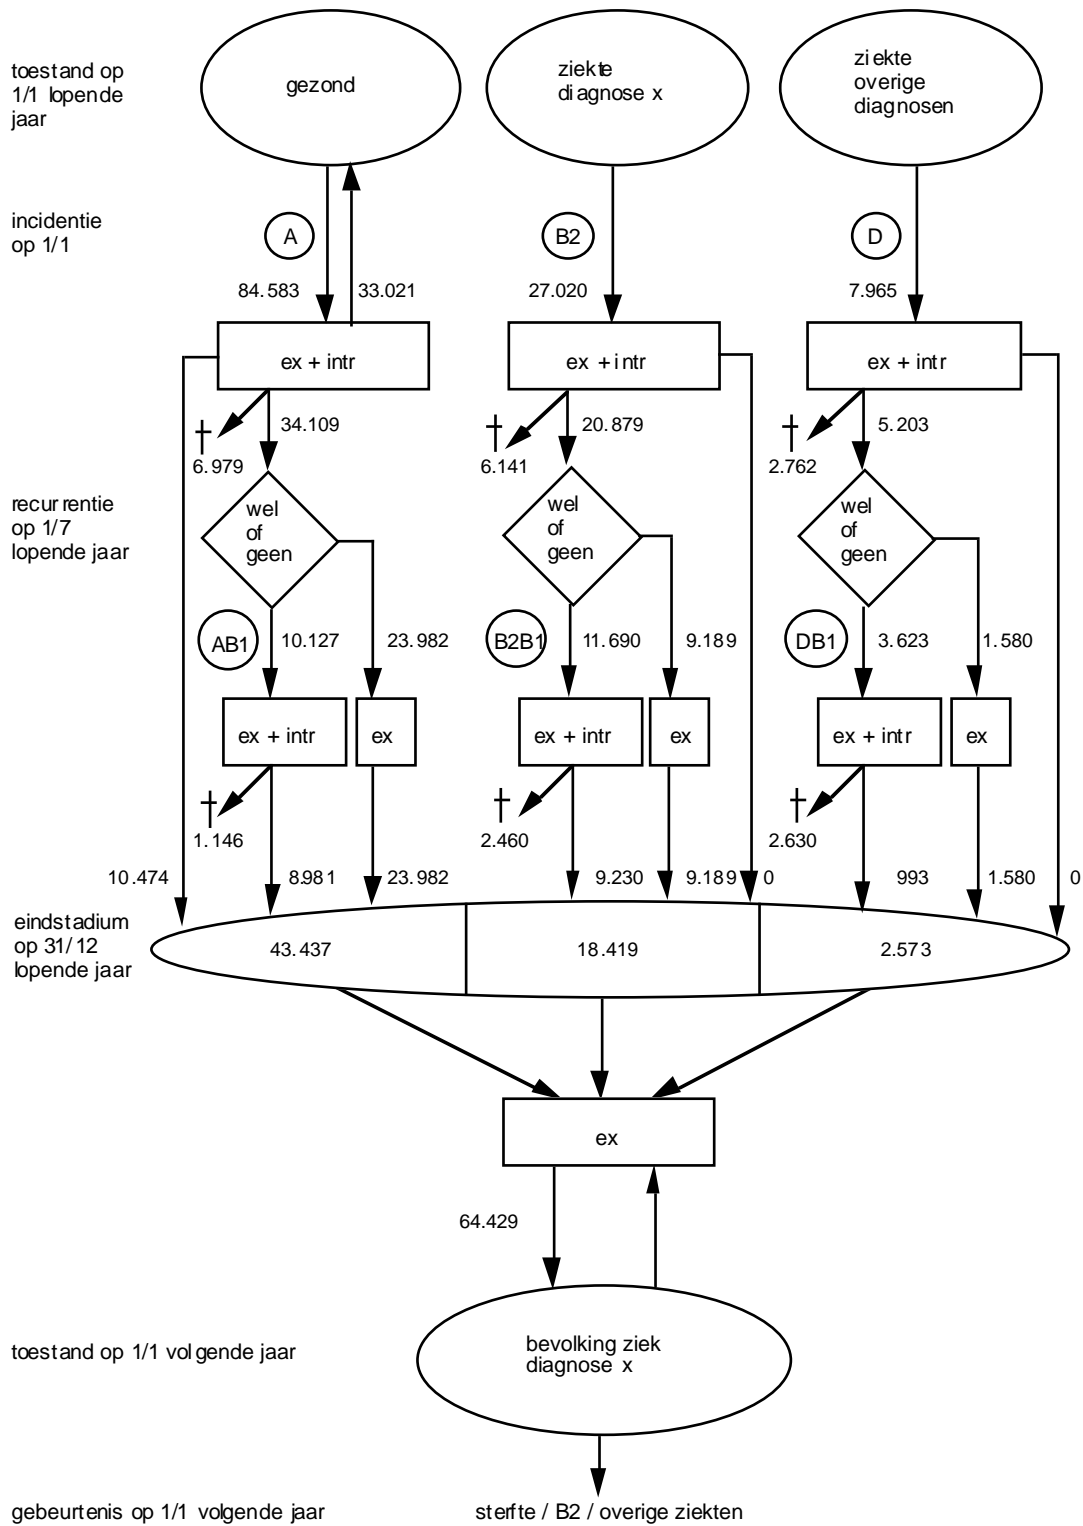 toestand op
1/1 lopende
jaar
gezond
ziekte
diagnose x
ziekte
overige
diagnosen
incidentie
op 1/1
A
B2
D
84.583
33.021
27.020
7.965
ex + intr
ex + intr
ex + intr
34.109
20.879
5.203
6.979
6.141
2.762
recurrentie
op 1/7
lopende jaar
wel
of
geen
wel
of
geen
wel
of
geen
AB1
10.127
23.982
B2B1
11.690
9.189
DB1
3.623
1.580
ex + intr
ex
ex + intr
ex
ex + intr
ex
1.146
2.460
2.630
10.474
8.981
23.982
9.230
9.189
0
993
1.580
0
eindstadium
op 31/12
lopende jaar
43.437
18.419
2.573
ex
64.429
toestand op 1/1 volgende jaar
bevolking ziek
diagnose x
gebeurtenis op 1/1 volgende jaar
sterfte / B2 / overige ziekten